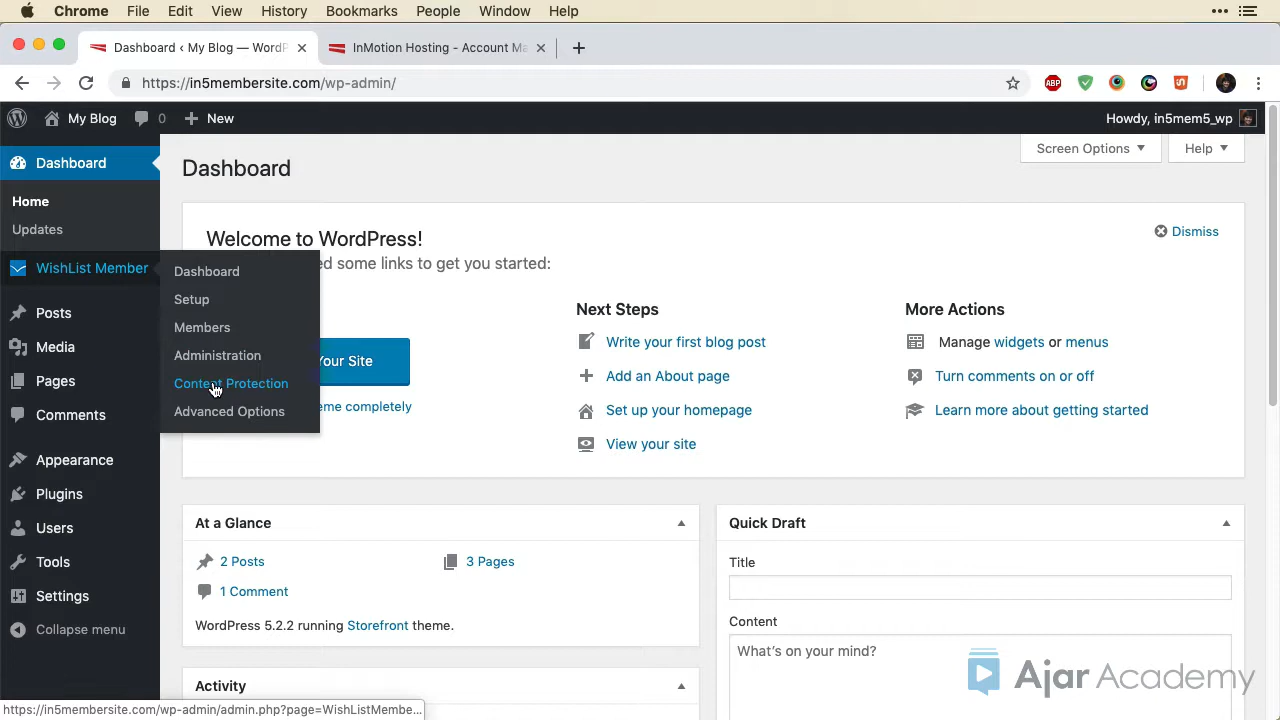 Chrome File Edit View History Bookmarks People Window Help
Dashboard ‹ My Blog — WordP
InMotion Hosting - Account Ma
https://in5membersite.com/wp-admin/
ABP
My Blog 0 New
Howdy, in5mem5_wp
Dashboard
Home
Updates
WishList Member
Posts
Media
Pages
Comments
Appearance
Plugins
Users
Tools
Settings
Collapse menu
Dashboard
Setup
Members
Administration
Content Protection
Advanced Options
Screen Options
Help
Dashboard
Welcome to WordPress!
Dismiss
ed some links to get you started:
Your Site
eme completely
Next Steps
Write your first blog post
Add an About page
Set up your homepage
View your site
More Actions
Manage widgets or menus
Turn comments on or off
Learn more about getting started
At a Glance
2 Posts
3 Pages
1 Comment
WordPress 5.2.2 running Storefront theme.
Activity
Quick Draft
Title
Content
What's on your mind?
Ajar Academy
https://in5membersite.com/wp-admin/admin.php?page=WishListMembe...